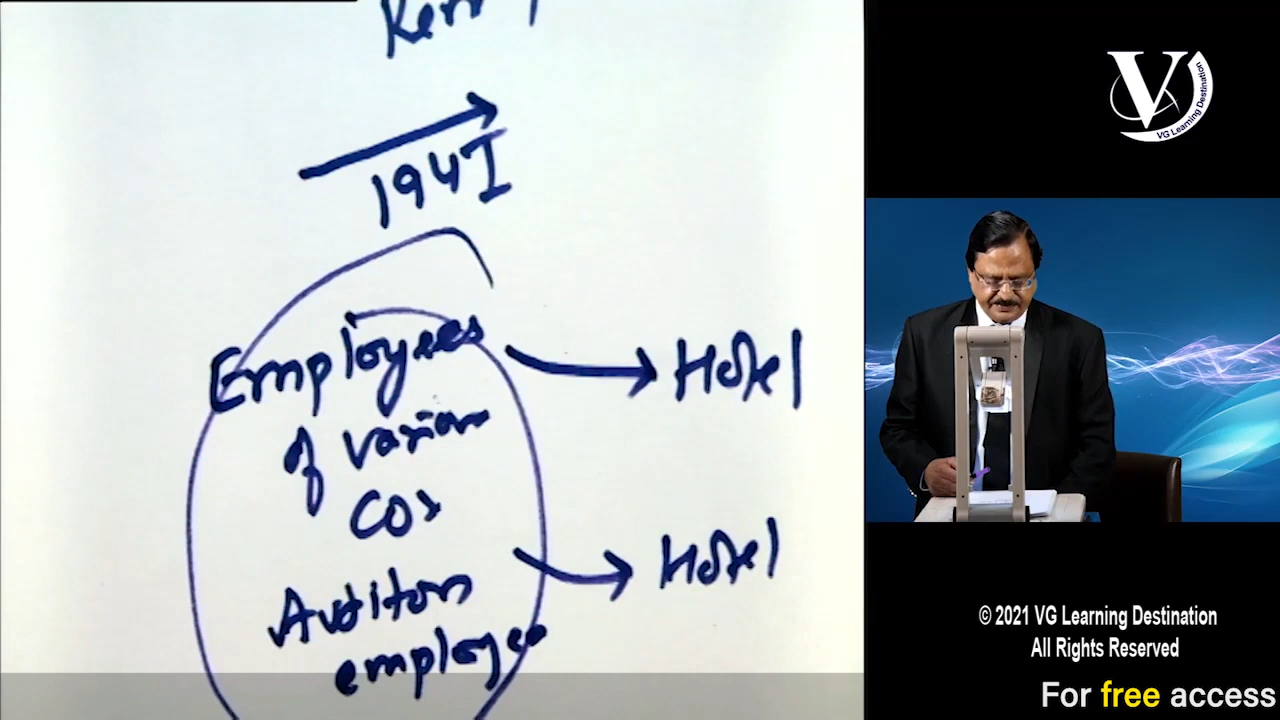 194I
Employees
Hotel
of various
COs
Auditors
Hotel
employee
V
VG Learning Destination
© 2021 VG Learning Destination
All Rights Reserved
For free access